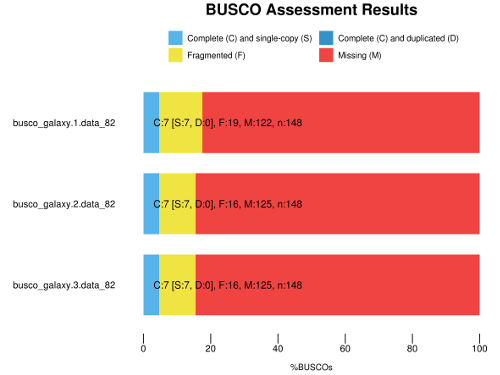 BUSCO Assessment Results
Complete (C) and single-copy (S)
Complete (C) and duplicated (D)
Fragmented (F)
Missing (M)
busco_galaxy.1.data_82
C:7 [S:7, D:0], F:19, M:122, n:148
busco_galaxy.2.data_82
C:7 [S:7, D:0], F:16, M:125, n:148
busco_galaxy.3.data_82
C:7 [S:7, D:0], F:16, M:125, n:148
0 20 40 60 80 100
%BUSCOs